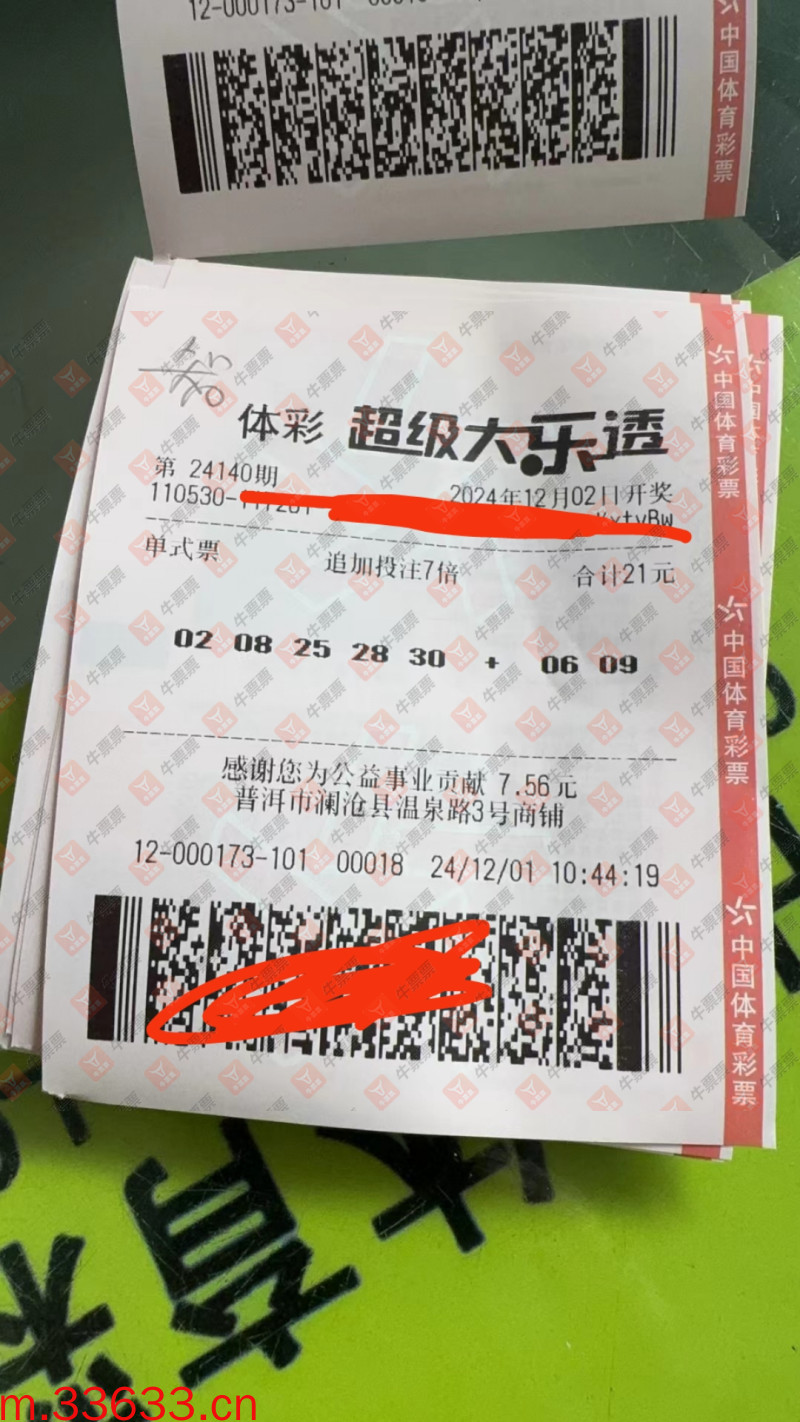 12-000173-101
中国体育彩票
体彩 超级大乐透
第 24140期
2024年12月02日开奖
110530-
单式票 追加投注7倍 合计21元
02 08 25 28 30 + 06 09
感谢您为公益事业贡献 7.56元
普洱市澜沧县温泉路3号商铺
12-000173-101 00018 24/12/01 10:44:19
中国体育彩票
中国体育彩票
中国体育彩票
牛票票
m.33633.cn